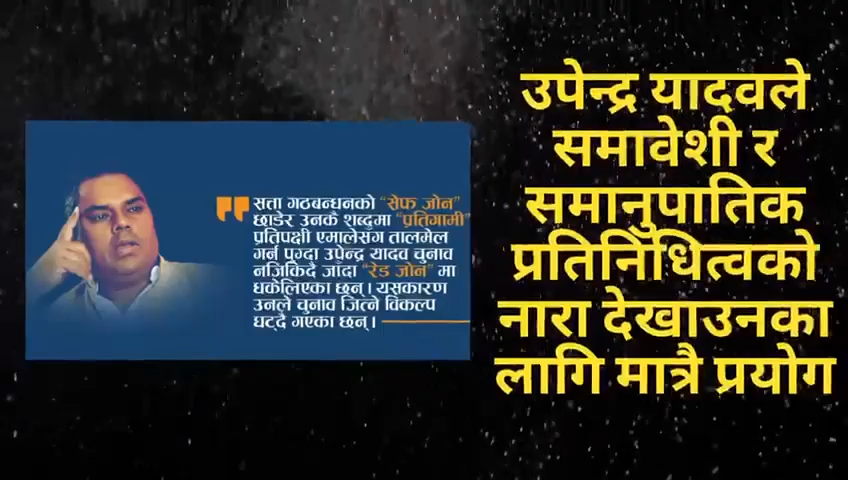 सत्ता गठबन्धनको “सेफ जोन”
छाडेर उनकै शब्दमा “प्रतिगामी”
प्रतिपक्षी एमालेसँग तालमेल
गर्न पुग्दा उपेन्द्र यादव चुनाव
नजिकिदै जाँदा “रेड जोन” मा
धकेलिएका छन् । यसकारण
उनले चुनाव जित्ने विकल्प
घट्दै गएका छन् ।
उपेन्द्र यादवले
समावेशी र
समानुपातिक
प्रतिनिधित्वको
नारा देखाउनका
लागि मात्रै प्रयोग